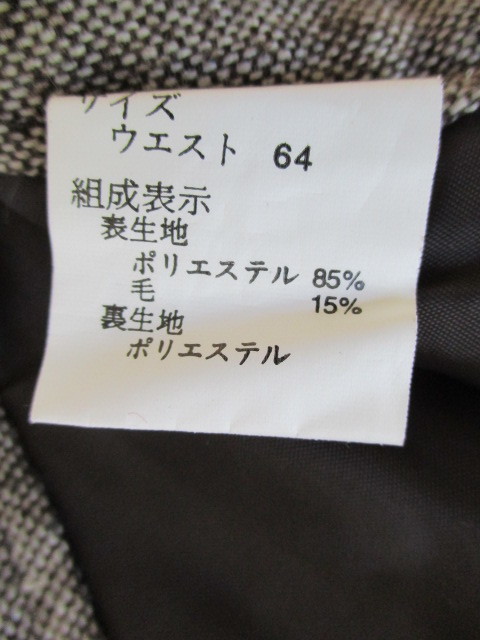 サイズ
ウエスト 64
組成表示
表生地
ポリエステル 85%
毛 15%
裏生地
ポリエステル